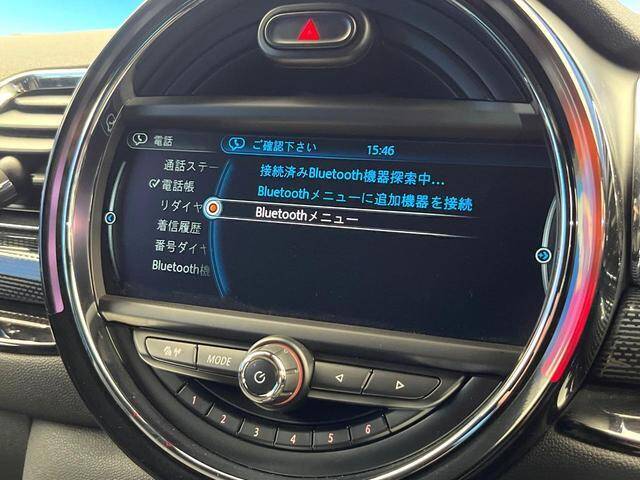 電話
ご確認下さい 15:46
通話ステー
電話帳
リダイヤ
着信履歴
番号ダイヤ
Bluetooth機
接続済みBluetooth機器探索中...
Bluetoothメニューに追加機器を接続
Bluetoothメニュー
MODE
1 2 3 4 5 6